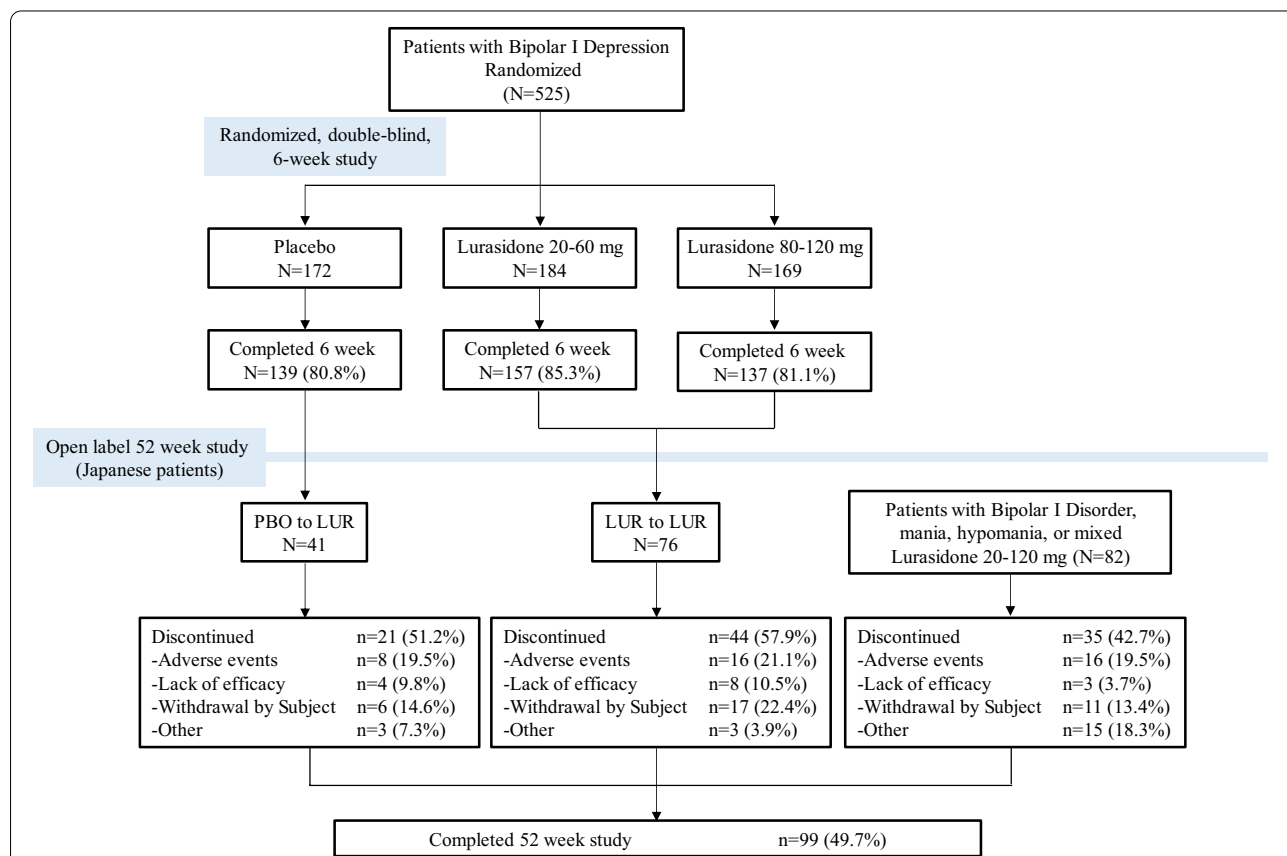 Patients with Bipolar I Depression
Randomized
(N=525)
Randomized, double-blind,
6-week study
Placebo
N=172
Lurasidone 20-60 mg
N=184
Lurasidone 80-120 mg
N=169
Completed 6 week
N=139 (80.8%)
Completed 6 week
N=157 (85.3%)
Completed 6 week
N=137 (81.1%)
Open label 52 week study
(Japanese patients)
PBO to LUR
N=41
LUR to LUR
N=76
Patients with Bipolar I Disorder,
mania, hypomania, or mixed
Lurasidone 20-120 mg (N=82)
Discontinued n=21 (51.2%)
-Adverse events n=8 (19.5%)
-Lack of efficacy n=4 (9.8%)
-Withdrawal by Subject n=6 (14.6%)
-Other n=3 (7.3%)
Discontinued n=44 (57.9%)
-Adverse events n=16 (21.1%)
-Lack of efficacy n=8 (10.5%)
-Withdrawal by Subject n=17 (22.4%)
-Other n=3 (3.9%)
Discontinued n=35 (42.7%)
-Adverse events n=16 (19.5%)
-Lack of efficacy n=3 (3.7%)
-Withdrawal by Subject n=11 (13.4%)
-Other n=15 (18.3%)
Completed 52 week study n=99 (49.7%)